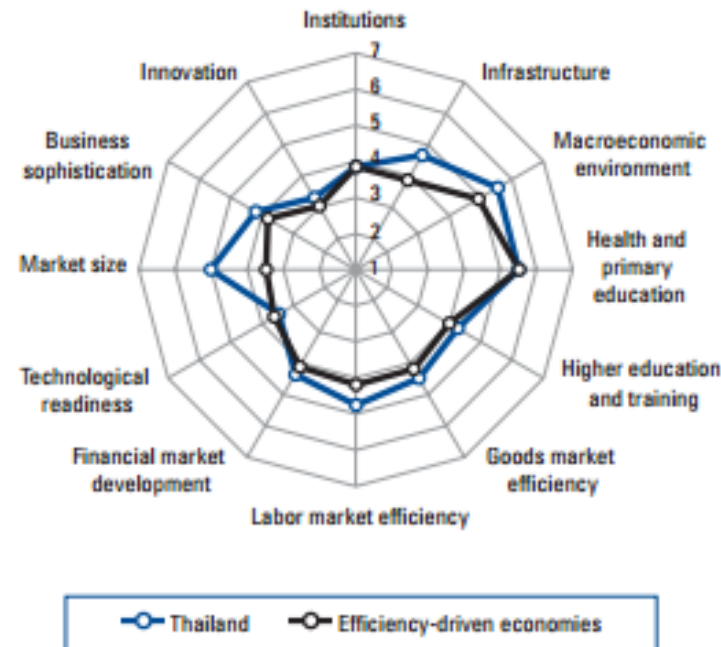 Institutions
Innovation
Infrastructure
Business
sophistication
Macroeconomic
environment
Market size
Health and
primary
education
Technological
readiness
Higher education
and training
Financial market
development
Goods market
efficiency
Labor market efficiency
7
6
5
4
3
2
1
Thailand
Efficiency-driven economies